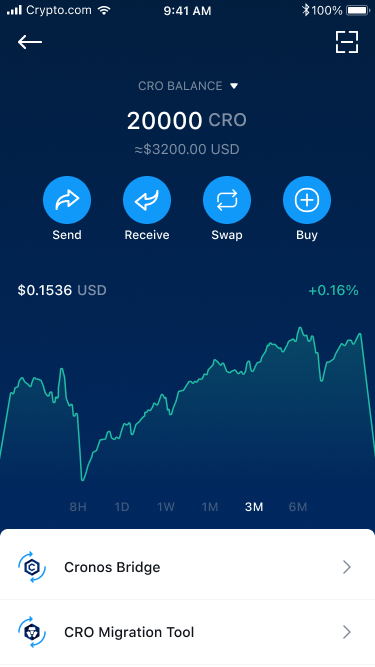 Crypto.com 9:41 AM 100%
CRO BALANCE
20000 CRO
≈$3200.00 USD
Send Receive Swap Buy
$0.1536 USD +0.16%
8H 1D 1W 1M 3M 6M
Cronos Bridge
CRO Migration Tool